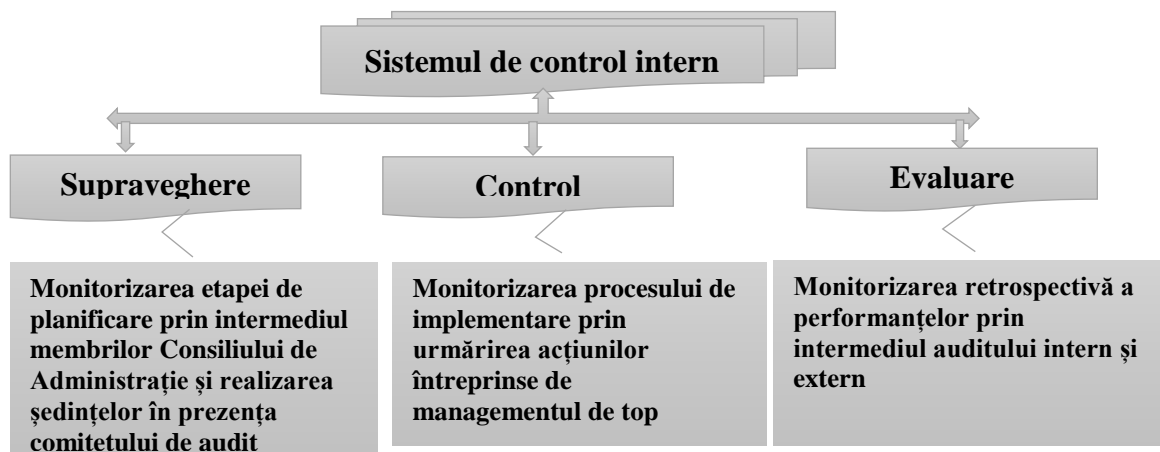 Sistemul de control intern
Supraveghere
Control
Evaluare
Monitorizarea etapei de
planificare prin intermediul
membrilor Consiliului de
Administrație și realizarea
ședințelor în prezența
comitetului de audit
Monitorizarea procesului de
implementare prin
urmărirea acțiunilor
întreprinse de
managementul de top
Monitorizarea retrospectivă a
performanțelor prin
intermediul auditului intern și
extern